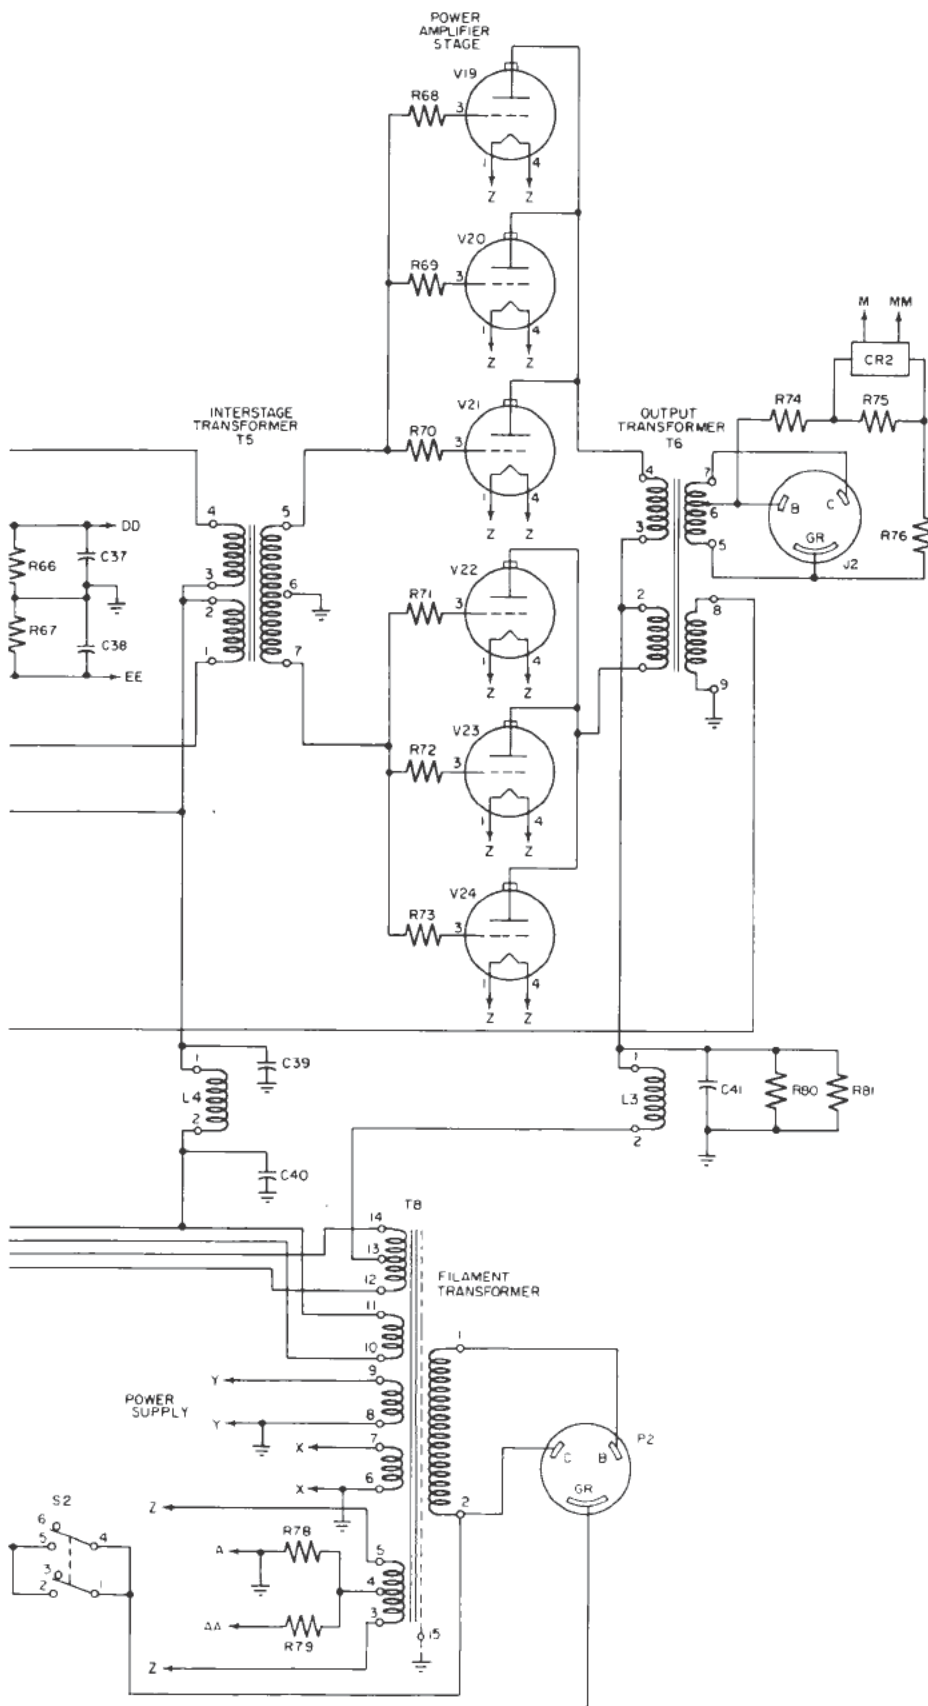 POWER
AMPLIFIER
STAGE
V19
R68
3
1
4
Z
Z
V20
R69
3
1
4
Z
Z
M
MM
CR2
V21
R70
3
1
4
Z
Z
INTERSTAGE
TRANSFORMER
T5
OUTPUT
TRANSFORMER
T6
R74
R75
4
7
B
C
6
3
5
GR
J2
R76
4
5
DD
R66
C37
3
6
2
R67
C38
1
7
EE
V22
R71
3
1
4
Z
Z
2
8
9
V23
R72
3
1
4
Z
Z
V24
R73
3
1
4
Z
Z
1
C39
L4
2
C40
1
L3
2
C41
R80
R81
T8
14
13
12
FILAMENT
TRANSFORMER
11
10
1
9
Y
POWER
SUPPLY
Y
8
7
X
6
X
C
B
P2
GR
2
S2
6
5
4
3
2
1
Z
R78
A
5
4
3
AA
R79
15
Z